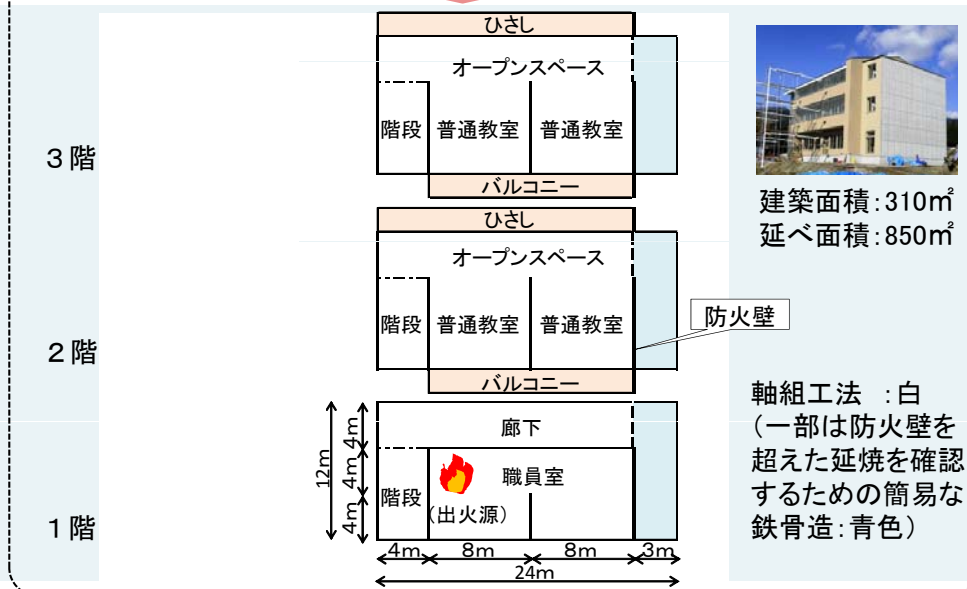 ひさし
オープンスペース
階段
普通教室
普通教室
バルコニー
3階
建築面積:310㎡
延べ面積:850㎡
ひさし
オープンスペース
階段
普通教室
普通教室
バルコニー
2階
防火壁
軸組工法 :白
(一部は防火壁を
超えた延焼を確認
するための簡易な
鉄骨造:青色)
廊下
職員室
(出火源)
階段
1階
12m
4m
4m
4m
4m
8m
8m
3m
24m